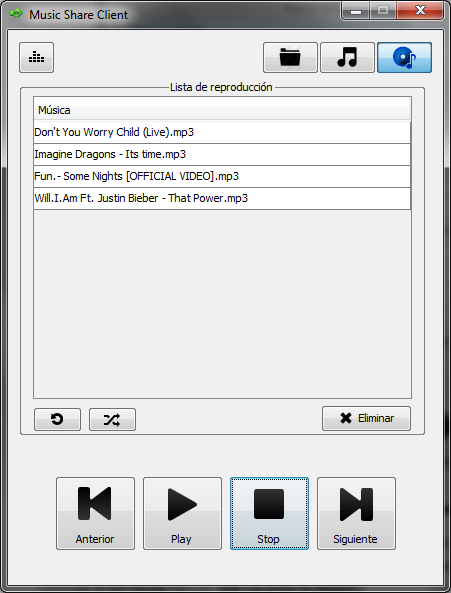 Music Share Client
Lista de reproducción
Música
Don't You Worry Child (Live).mp3
Imagine Dragons - Its time.mp3
Fun.- Some Nights [OFFICIAL VIDEO].mp3
Will.I.Am Ft. Justin Bieber - That Power.mp3
Eliminar
Anterior
Play
Stop
Siguiente